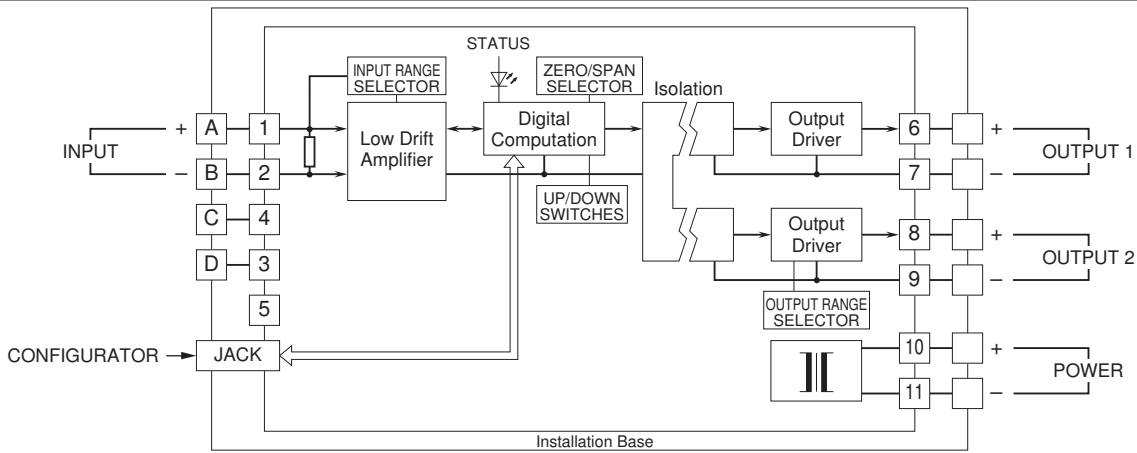 STATUS
INPUT RANGE
SELECTOR
ZERO/SPAN
SELECTOR
Isolation
INPUT
+
A
1
Low Drift
Amplifier
Digital
Computation
Output
Driver
6
+
OUTPUT 1
–
B
2
7
–
UP/DOWN
SWITCHES
C
4
Output
Driver
8
+
OUTPUT 2
D
3
9
–
5
OUTPUT RANGE
SELECTOR
CONFIGURATOR
JACK
10
+
POWER
11
–
Installation Base